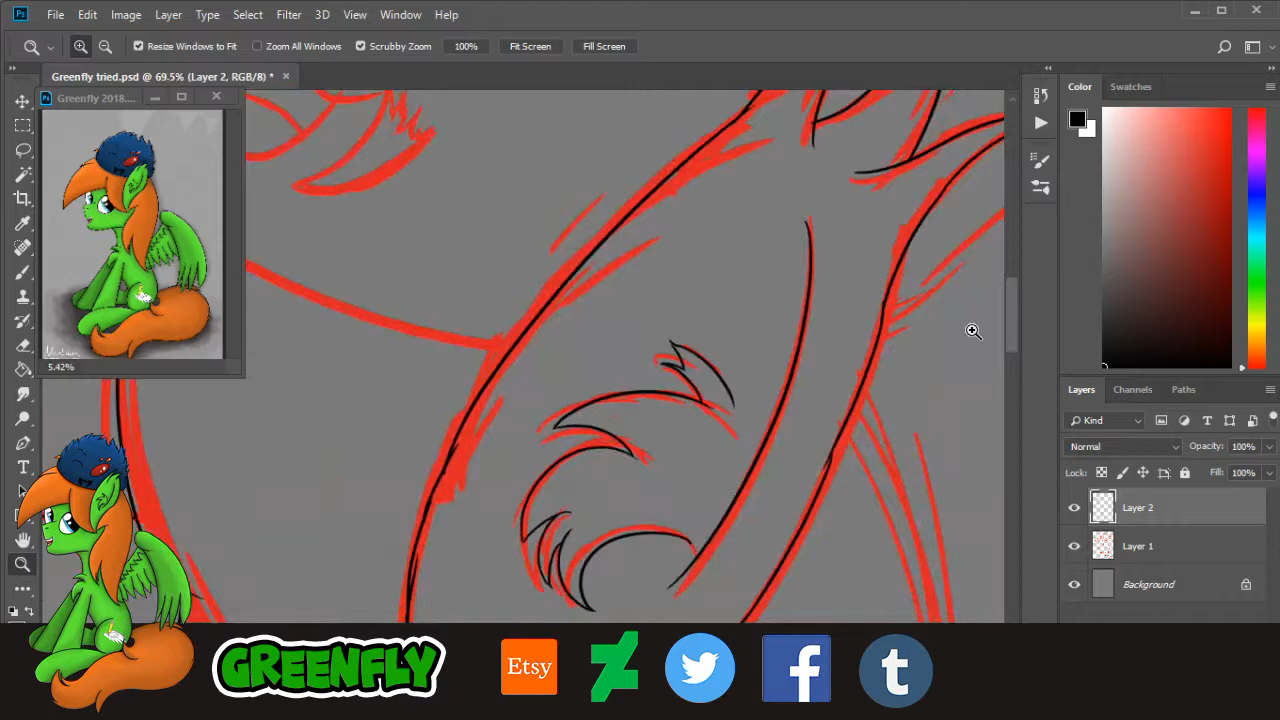 Ps File Edit Image Layer Type Select Filter 3D View Window Help
Resize Windows to Fit Zoom All Windows Scrubby Zoom 100% Fit Screen Fill Screen
Greenfly tried.psd @ 69.5% (Layer 2, RGB/8) *
Ps Greenfly 2018....
5.42%
Color Swatches
Layers Channels Paths
Kind
Normal Opacity: 100%
Lock: Fill: 100%
Layer 2
Layer 1
Background
T
GREENFLY Etsy f t